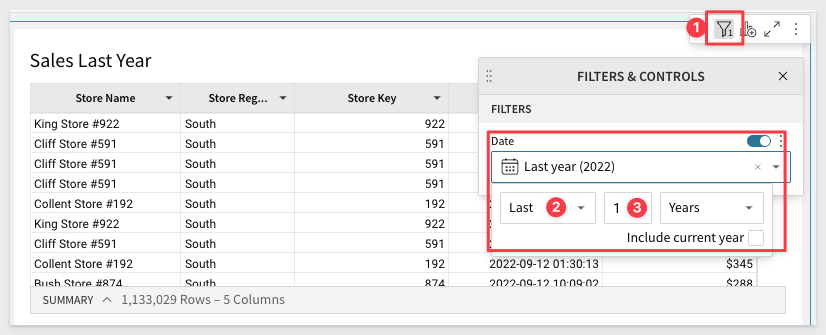 1
1
Sales Last Year
FILTERS & CONTROLS
Store Name Store Reg... Store Key
FILTERS
King Store #922 South 922
Cliff Store #591 South 591
Date
Cliff Store #591 South 591
Last year (2022)
Cliff Store #591 South 591
Collent Store #192 South 192
Last 2 1 3 Years
King Store #922 South 922
Cliff Store #591 South 591
Include current year
Collent Store #192 South 192 2022-09-12 01:30:13 $345
Bush Store #874 South 874 2022-09-12 10:09:02 $288
SUMMARY 1,133,029 Rows – 5 Columns